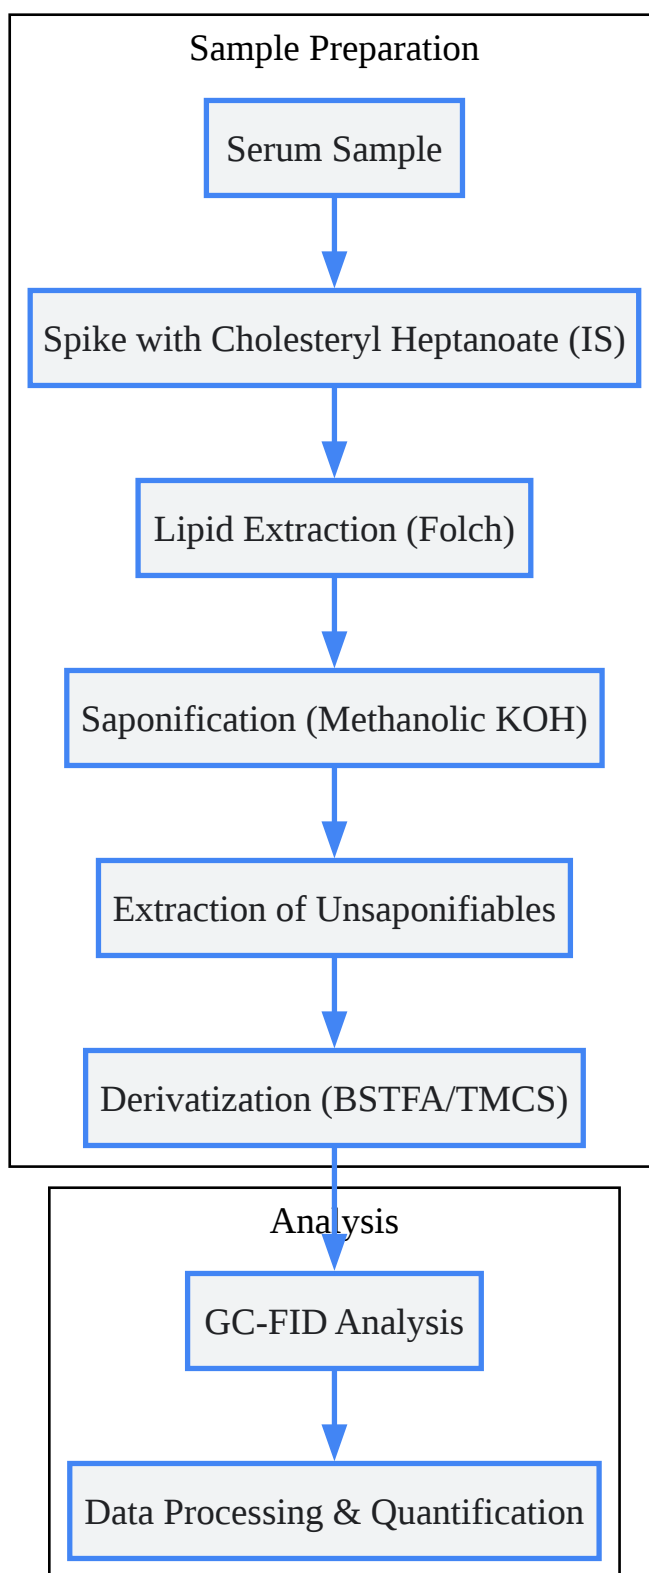 Sample Preparation
Serum Sample
Spike with Cholesteryl Heptanoate (IS)
Lipid Extraction (Folch)
Saponification (Methanolic KOH)
Extraction of Unsaponifiables
Derivatization (BSTFA/TMCS)
Analysis
GC-FID Analysis
Data Processing & Quantification